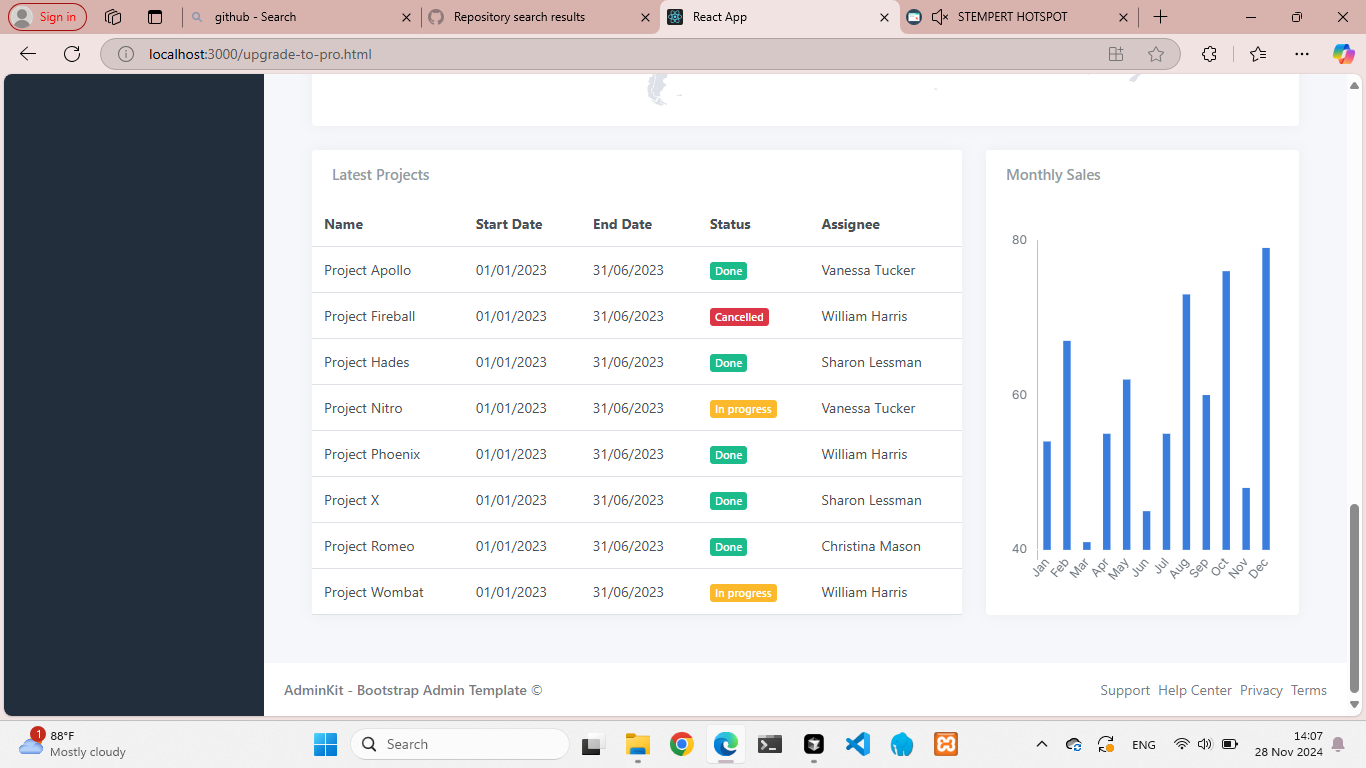 Sign in
github - Search
Repository search results
React App
STEMPERT HOTSPOT
localhost:3000/upgrade-to-pro.html
Latest Projects
Name Start Date End Date Status Assignee
Project Apollo 01/01/2023 31/06/2023 Done Vanessa Tucker
Project Fireball 01/01/2023 31/06/2023 Cancelled William Harris
Project Hades 01/01/2023 31/06/2023 Done Sharon Lessman
Project Nitro 01/01/2023 31/06/2023 In progress Vanessa Tucker
Project Phoenix 01/01/2023 31/06/2023 Done William Harris
Project X 01/01/2023 31/06/2023 Done Sharon Lessman
Project Romeo 01/01/2023 31/06/2023 Done Christina Mason
Project Wombat 01/01/2023 31/06/2023 In progress William Harris
Monthly Sales
80
60
40
Jan Feb Mar Apr May Jun Jul Aug Sep Oct Nov Dec
AdminKit - Bootstrap Admin Template ©
Support Help Center Privacy Terms
1
88°F
Mostly cloudy
Search
ENG
14:07
28 Nov 2024